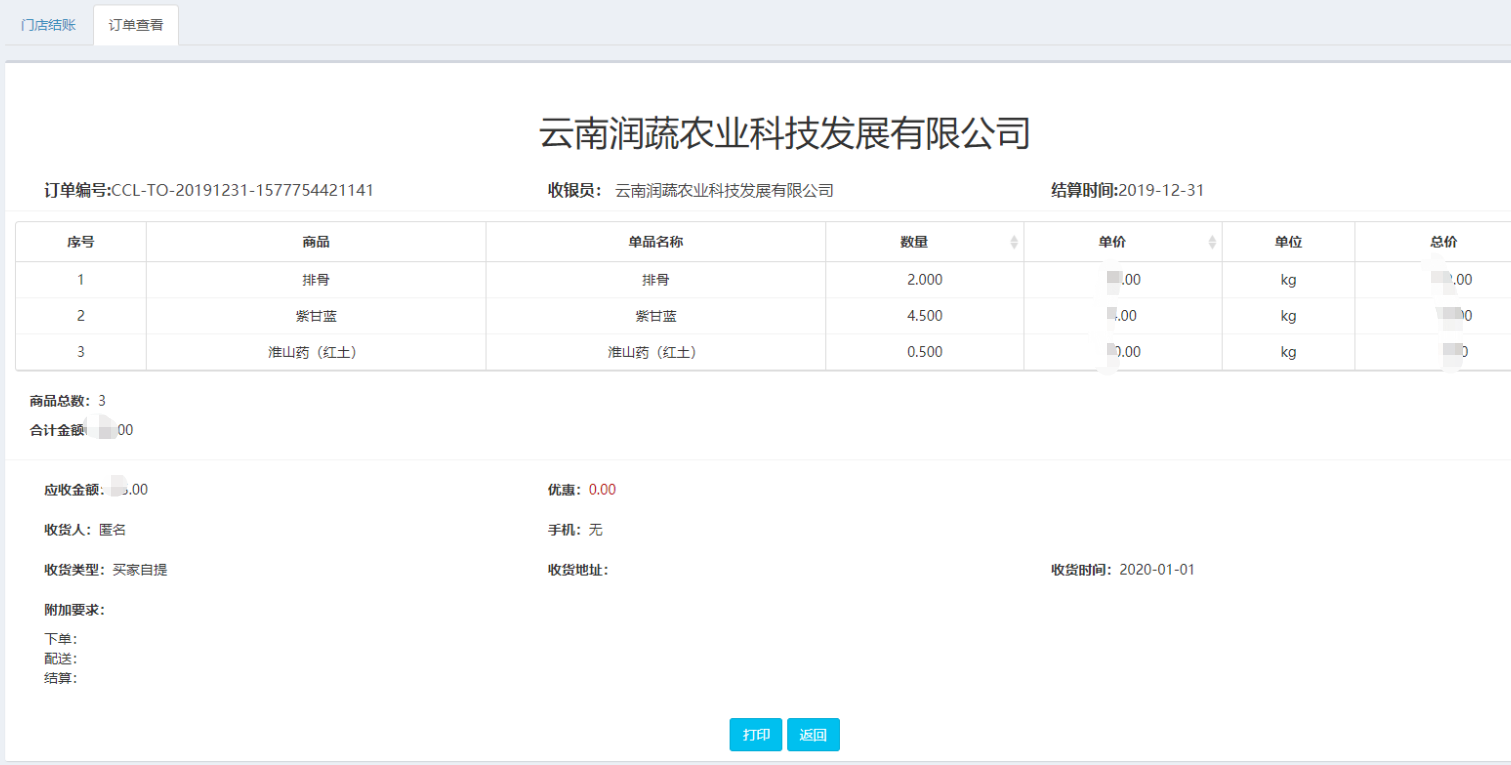 门店结账 订单查看
云南润蔬农业科技发展有限公司
订单编号:CCL-TO-20191231-1577754421141 收银员： 云南润蔬农业科技发展有限公司 结算时间:2019-12-31
序号 商品 单品名称 数量 单价 单位 总价
1 排骨 排骨 2.000 .00 kg .00
2 紫甘蓝 紫甘蓝 4.500 .00 kg 0
3 淮山药（红土） 淮山药（红土） 0.500 0.00 kg 0
商品总数：3
合计金额 00
应收金额： .00 优惠：0.00
收货人：匿名 手机：无
收货类型：买家自提 收货地址： 收货时间：2020-01-01
附加要求：
下单：
配送：
结算：
打印 返回